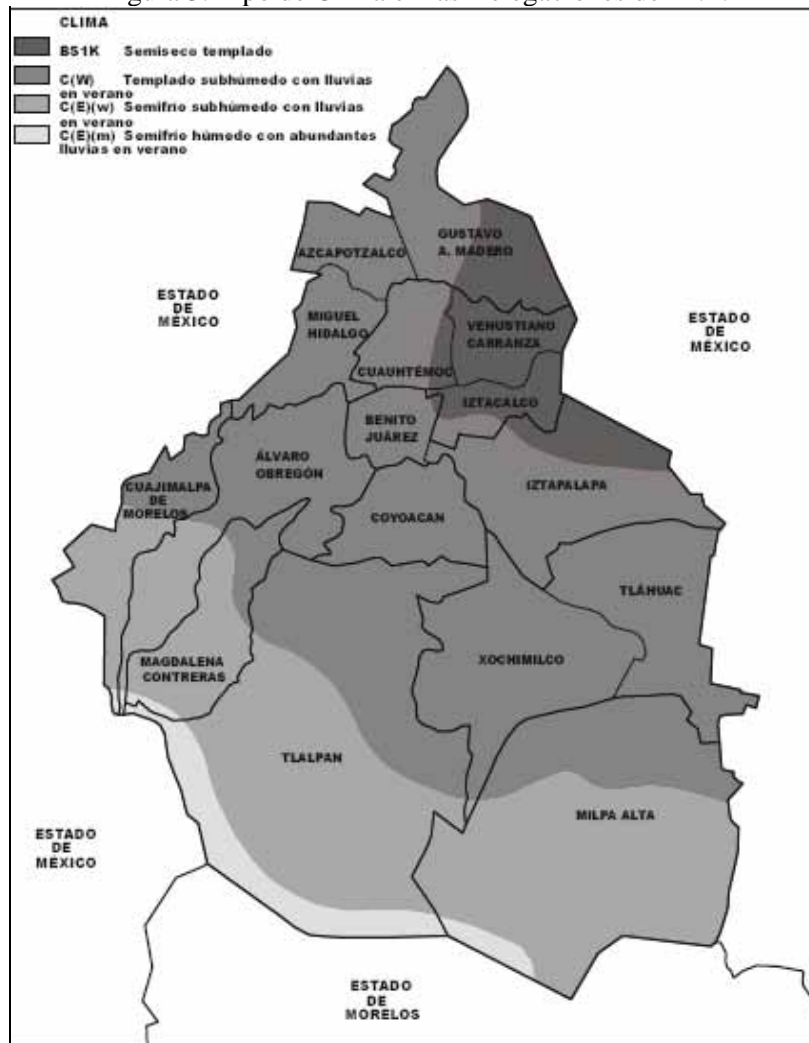 CLIMA
BS1K Semiseco templado
C(W) Templado subhúmedo con lluvias
en verano
C(E)(w) Semifrío subhúmedo con lluvias
en verano
C(E)(m) Semifrío húmedo con abundantes
lluvias en verano
GUSTAVO
A. MADERO
AZCAPOTZALCO
ESTADO
DE
MÉXICO
MIGUEL
HIDALGO
VENUSTIANO
CARRANZA
ESTADO
DE
MÉXICO
CUAUHTÉMOC
IZTACALCO
BENITO
JUÁREZ
ÁLVARO
OBREGÓN
CUAJIMALPA
DE
MORELOS
IZTAPALAPA
COYOACAN
TLÁHUAC
MAGDALENA
CONTRERAS
XOCHIMILCO
TLALPAN
MILPA ALTA
ESTADO
DE
MÉXICO
ESTADO
DE
MORELOS